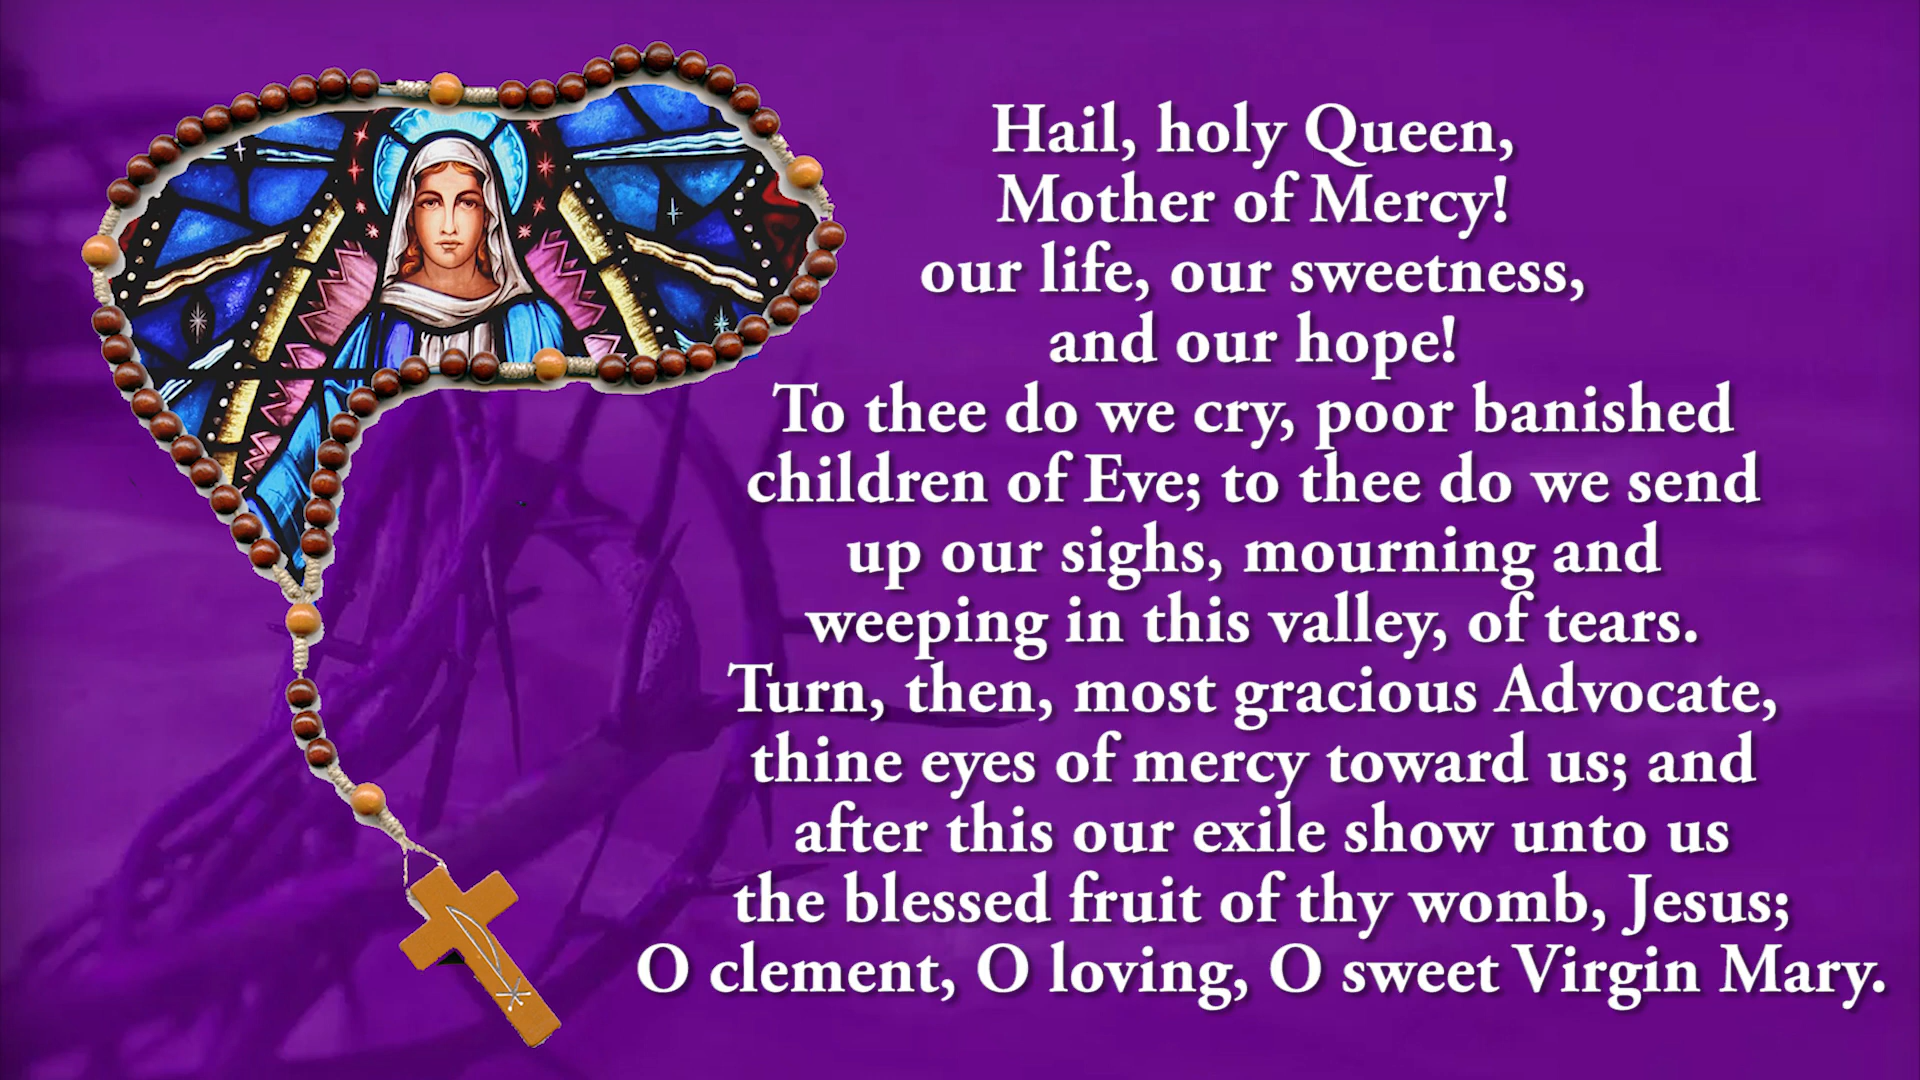 Hail, holy Queen,
Mother of Mercy!
our life, our sweetness,
and our hope!
To thee do we cry, poor banished
children of Eve; to thee do we send
up our sighs, mourning and
weeping in this valley, of tears.
Turn, then, most gracious Advocate,
thine eyes of mercy toward us; and
after this our exile show unto us
the blessed fruit of thy womb, Jesus;
O clement, O loving, O sweet Virgin Mary.